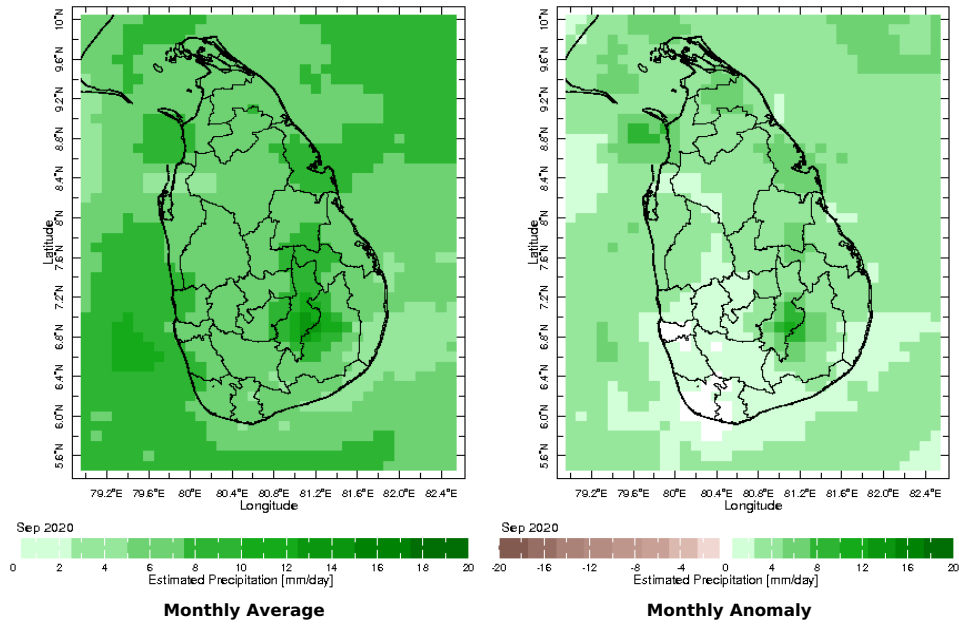 10°N 9.6°N 9.2°N 8.8°N 8.4°N 8°N 7.6°N 7.2°N 6.8°N 6.4°N 6.0°N 5.6°N
Latitude
79.2°E 79.6°E 80°E 80.4°E 80.8°E 81.2°E 81.6°E 82.0°E 82.4°E
Longitude
Sep 2020
0 2 4 6 8 10 12 14 16 18 20
Estimated Precipitation [mm/day]
Monthly Average
10°N 9.6°N 9.2°N 8.8°N 8.4°N 8°N 7.6°N 7.2°N 6.8°N 6.4°N 6.0°N 5.6°N
Latitude
79.2°E 79.6°E 80°E 80.4°E 80.8°E 81.2°E 81.6°E 82.0°E 82.4°E
Longitude
Sep 2020
-20 -16 -12 -8 -4 0 4 8 12 16 20
Estimated Precipitation [mm/day]
Monthly Anomaly